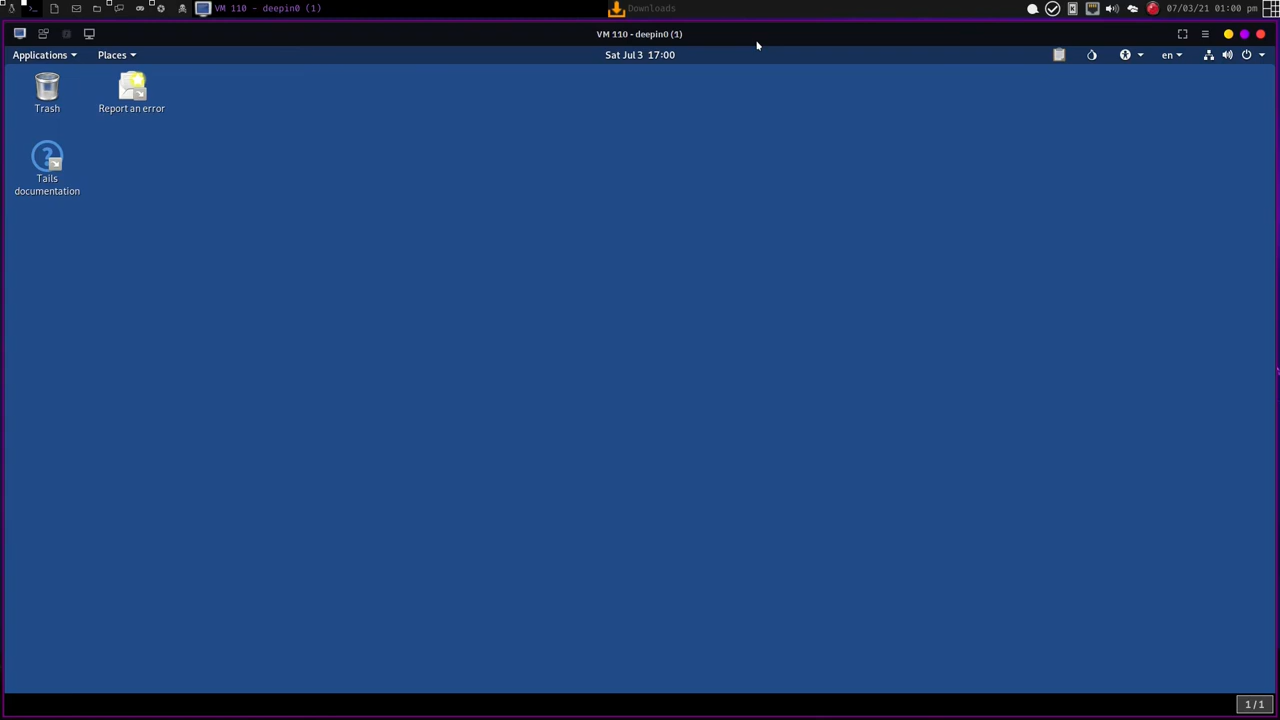 VM 110 - deepin0 (1)
Downloads
07/03/21 01:00 pm
VM 110 - deepin0 (1)
Applications
Places
Sat Jul 3 17:00
en
Trash
Report an error
Tails
documentation
1 / 1